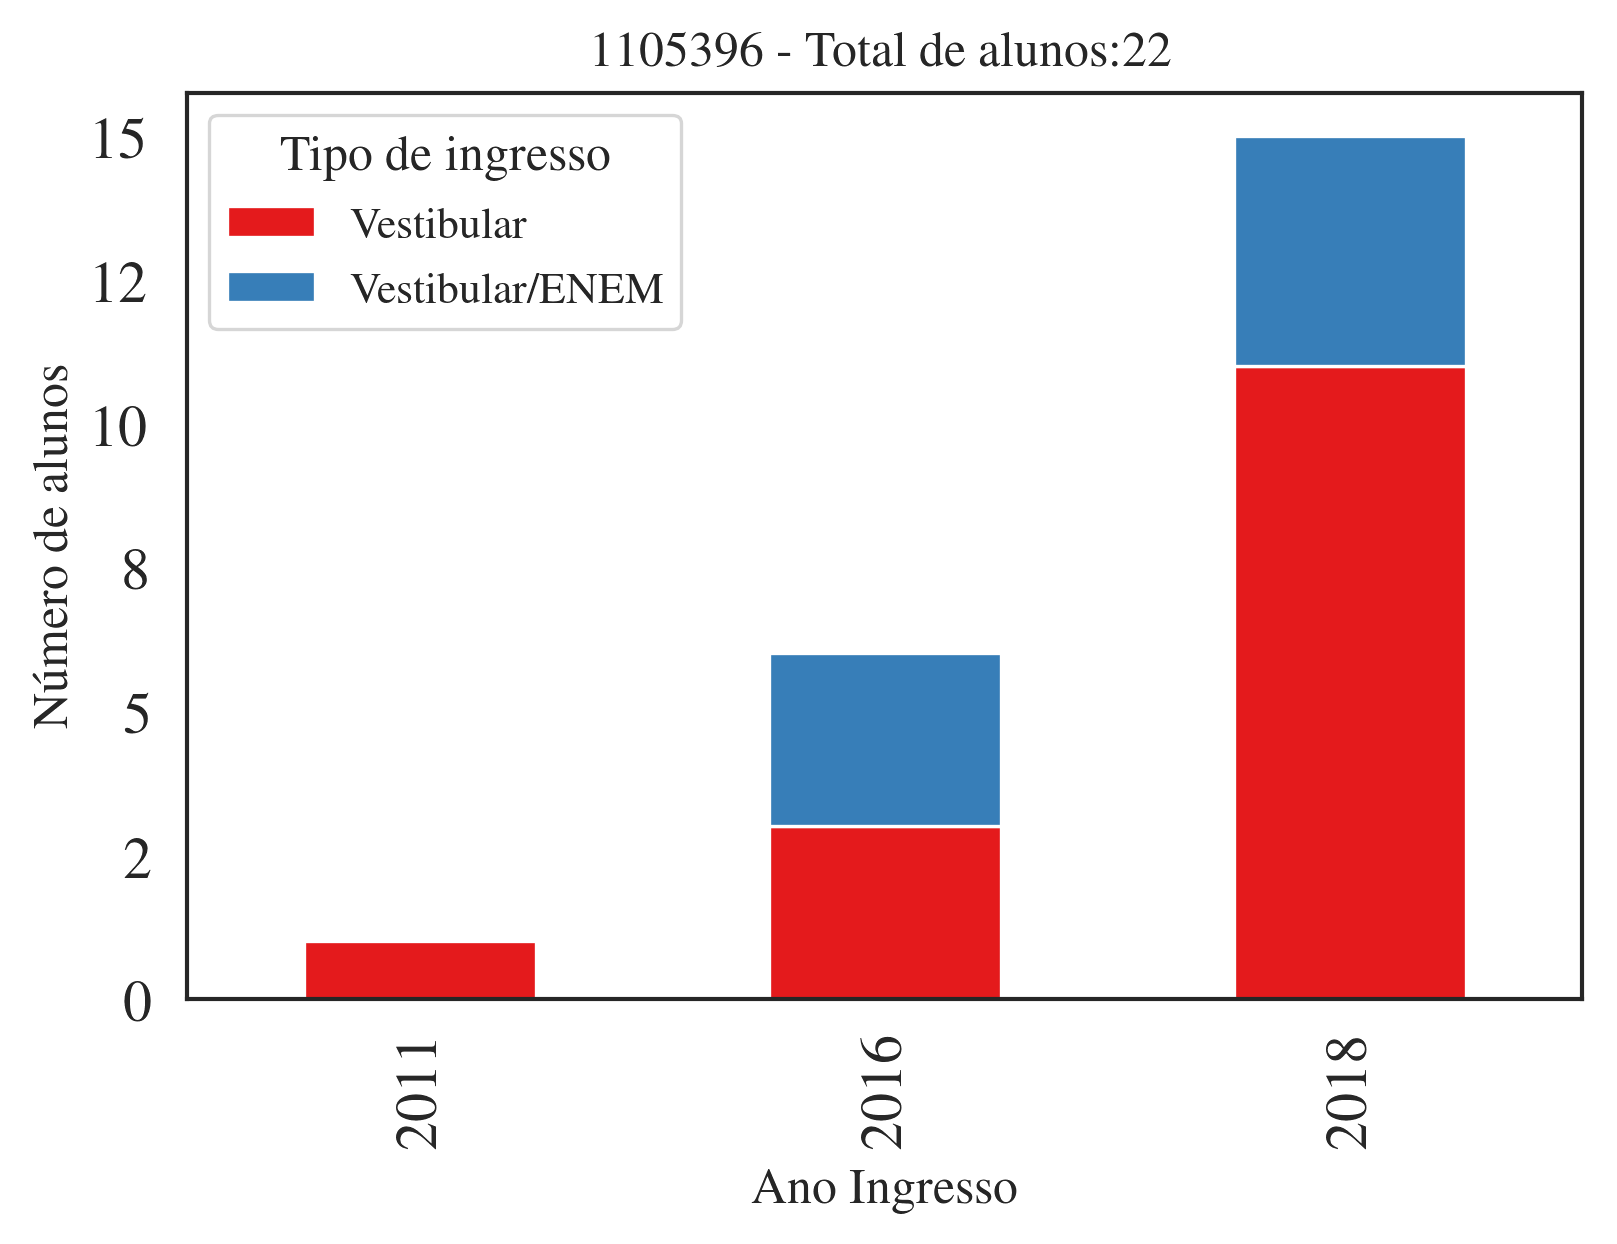 1105396 - Total de alunos:22
Tipo de ingresso
Vestibular
Vestibular/ENEM
Número de alunos
15
12
10
8
5
2
0
2011
2016
2018
Ano Ingresso